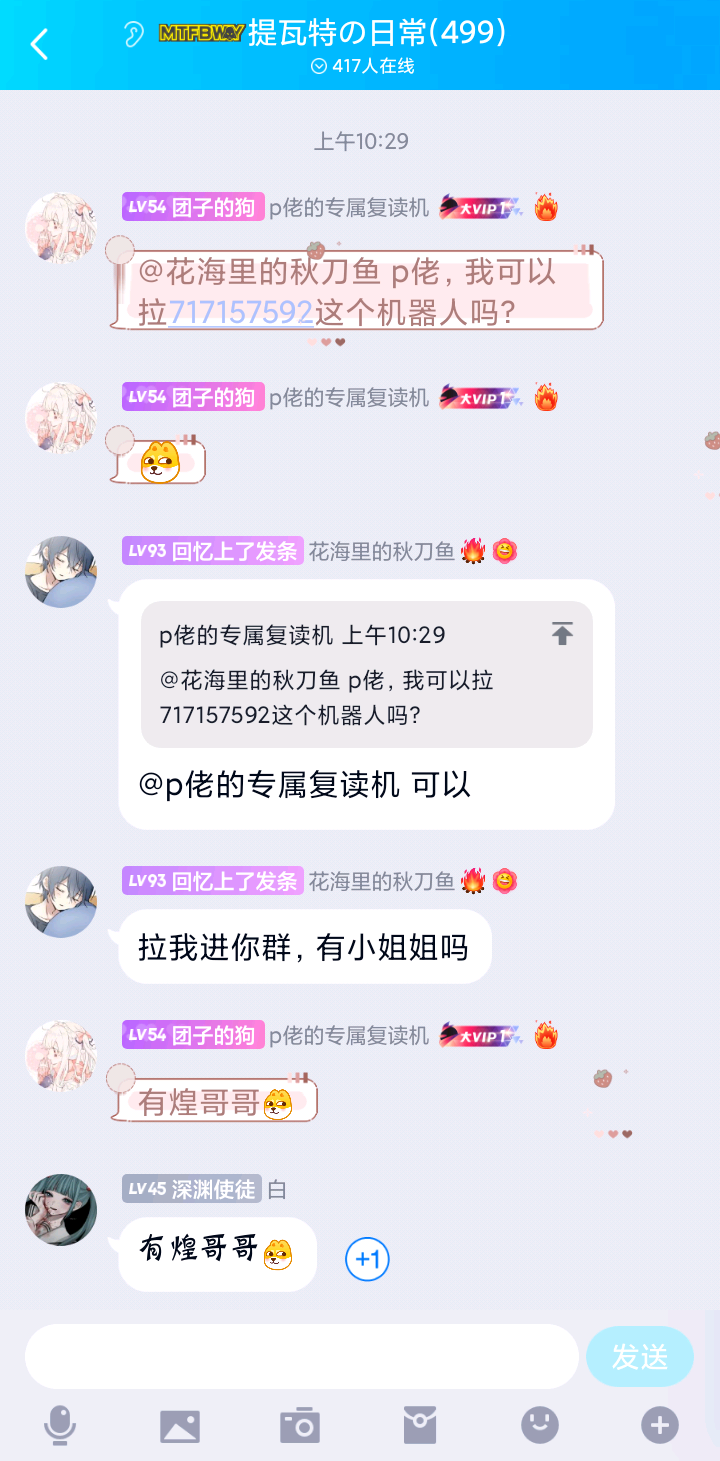 MTFBWY 提瓦特の日常(499)
417人在线
上午10:29
LV54 团子的狗 p佬的专属复读机 大VIP1
@花海里的秋刀鱼 p佬, 我可以
拉717157592这个机器人吗?
LV54 团子的狗 p佬的专属复读机 大VIP1
LV93 回忆上了发条 花海里的秋刀鱼
p佬的专属复读机 上午10:29
@花海里的秋刀鱼 p佬, 我可以拉
717157592这个机器人吗?
@p佬的专属复读机 可以
LV93 回忆上了发条 花海里的秋刀鱼
拉我进你群, 有小姐姐吗
LV54 团子的狗 p佬的专属复读机 大VIP1
有煌哥哥
LV45 深渊使徒 白
有煌哥哥
+1
发送